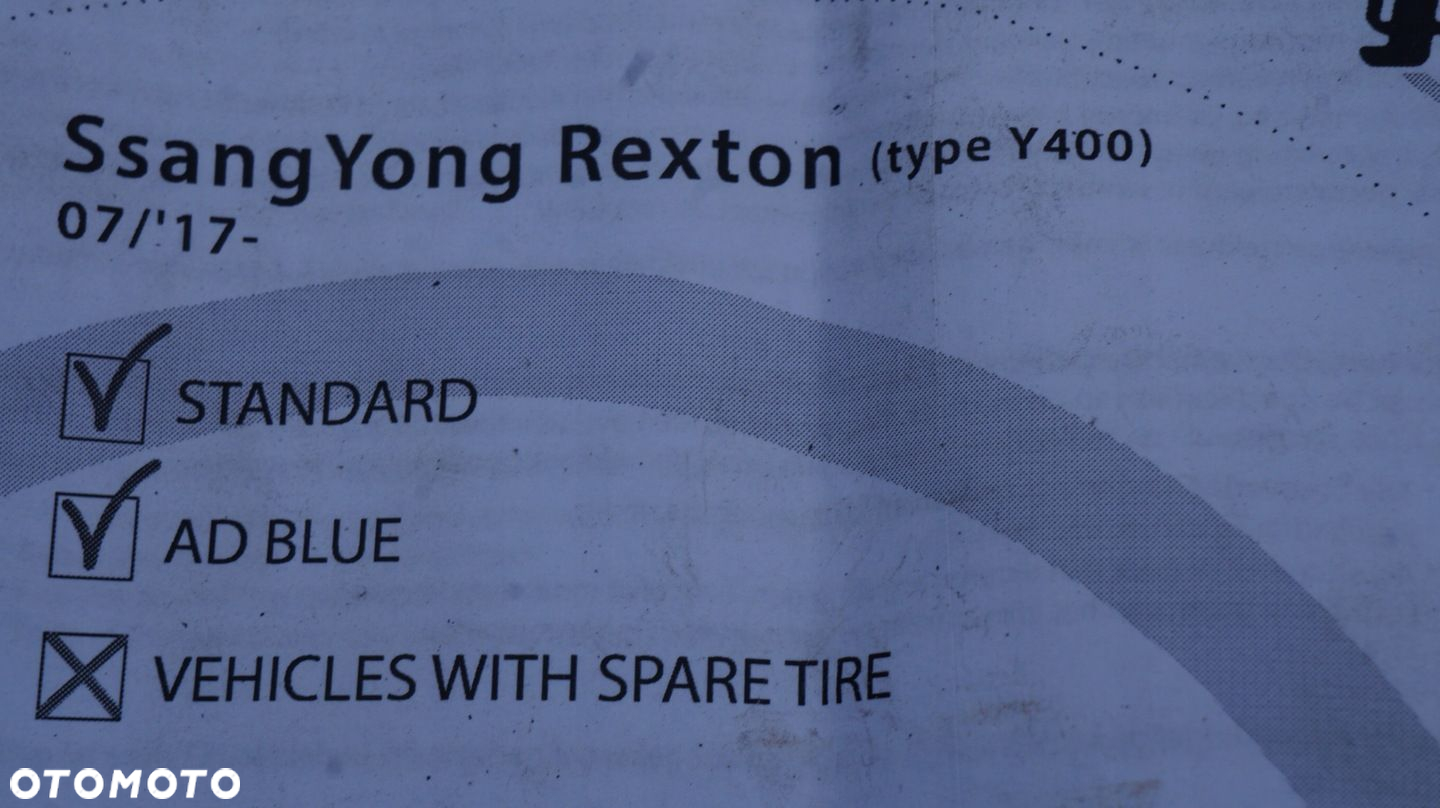 SsangYong Rexton (type Y400)
07/'17-
STANDARD
AD BLUE
VEHICLES WITH SPARE TIRE
OTOMOTO